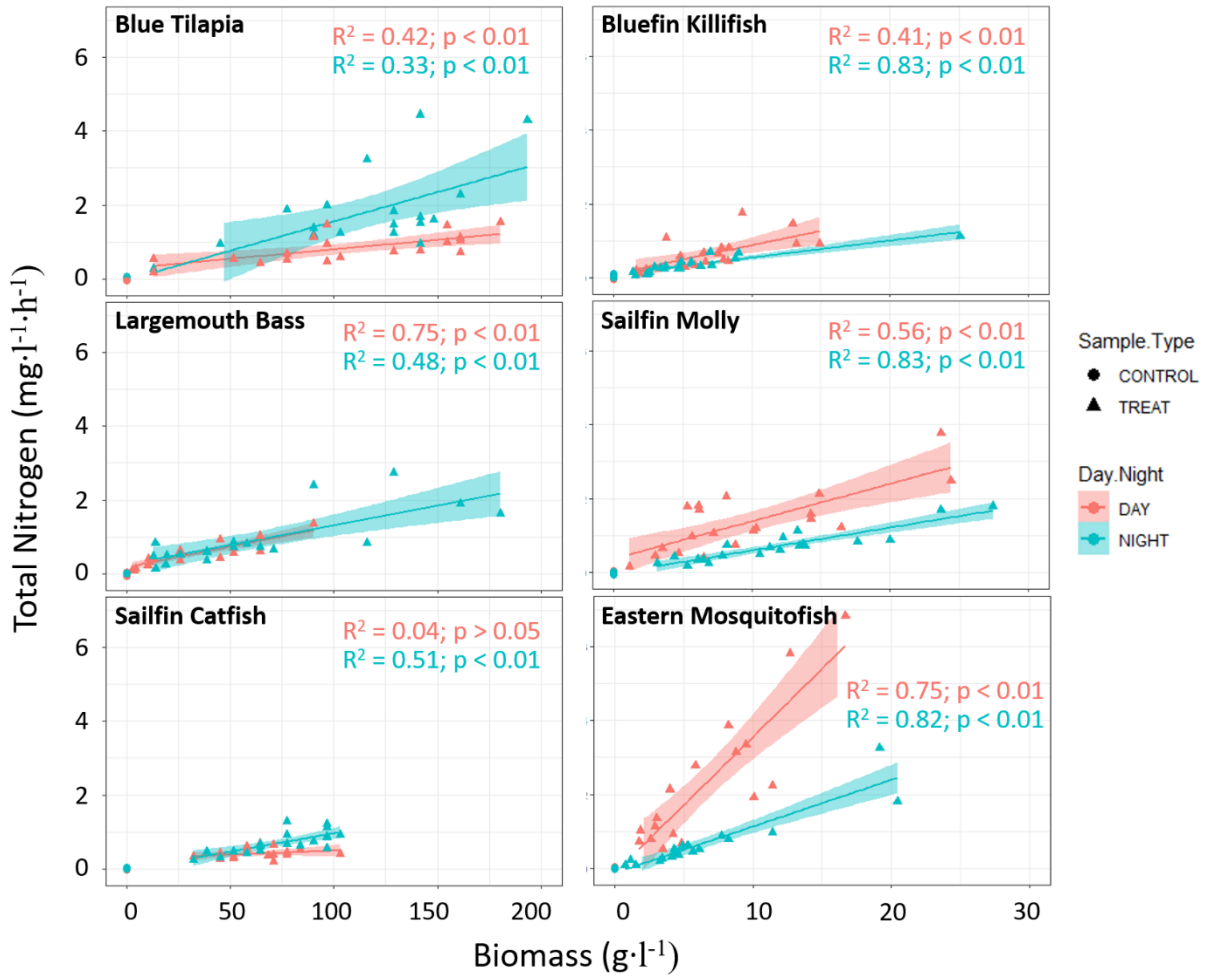 Blue Tilapia
R² = 0.42; p < 0.01
R² = 0.33; p < 0.01
Bluefin Killifish
R² = 0.41; p < 0.01
R² = 0.83; p < 0.01
6
4
2
0
Largemouth Bass
R² = 0.75; p < 0.01
R² = 0.48; p < 0.01
Sailfin Molly
R² = 0.56; p < 0.01
R² = 0.83; p < 0.01
6
4
2
0
Sailfin Catfish
R² = 0.04; p > 0.05
R² = 0.51; p < 0.01
Eastern Mosquitofish
R² = 0.75; p < 0.01
R² = 0.82; p < 0.01
6
4
2
0
0 50 100 150 200
0 10 20 30
Total Nitrogen (mg·l⁻¹·h⁻¹)
Biomass (g·l⁻¹)
Sample.Type
CONTROL
TREAT
Day.Night
DAY
NIGHT